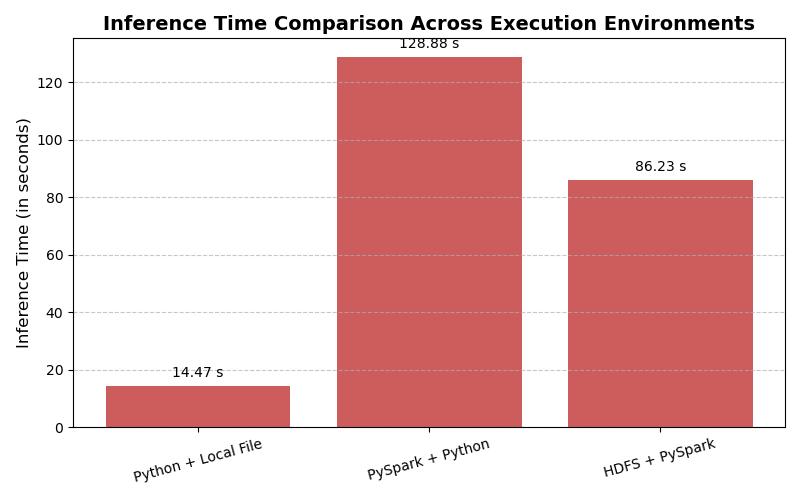 Inference Time Comparison Across Execution Environments
128.88 s
120
100
86.23 s
80
60
40
20
14.47 s
0
Inference Time (in seconds)
Python + Local File
PySpark + Python
HDFS + PySpark